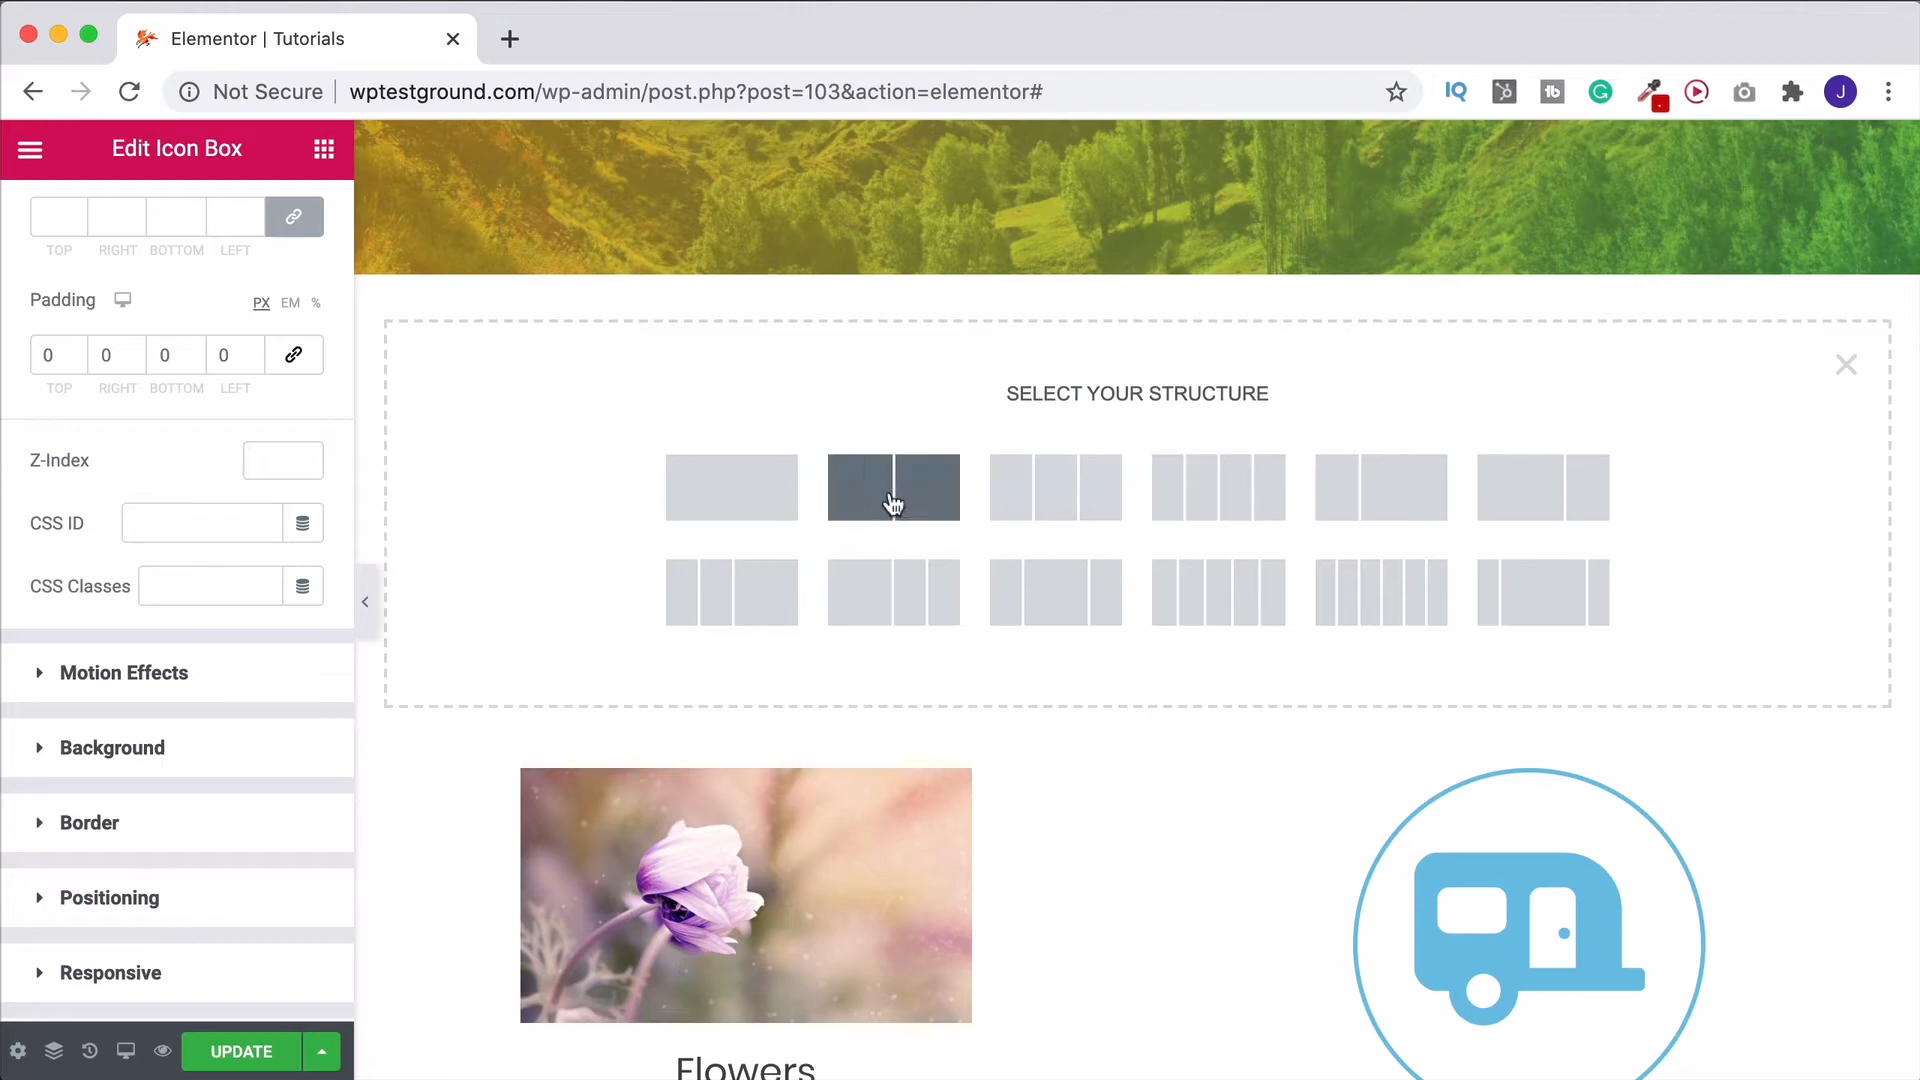 Elementor | Tutorials
Not Secure
wptestground.com/wp-admin/post.php?post=103&action=elementor#
J
Edit Icon Box
TOP RIGHT BOTTOM LEFT
Padding PX EM %
0 0 0 0
TOP RIGHT BOTTOM LEFT
Z-Index
CSS ID
CSS Classes
Motion Effects
Background
Border
Positioning
Responsive
UPDATE
SELECT YOUR STRUCTURE
Flowers